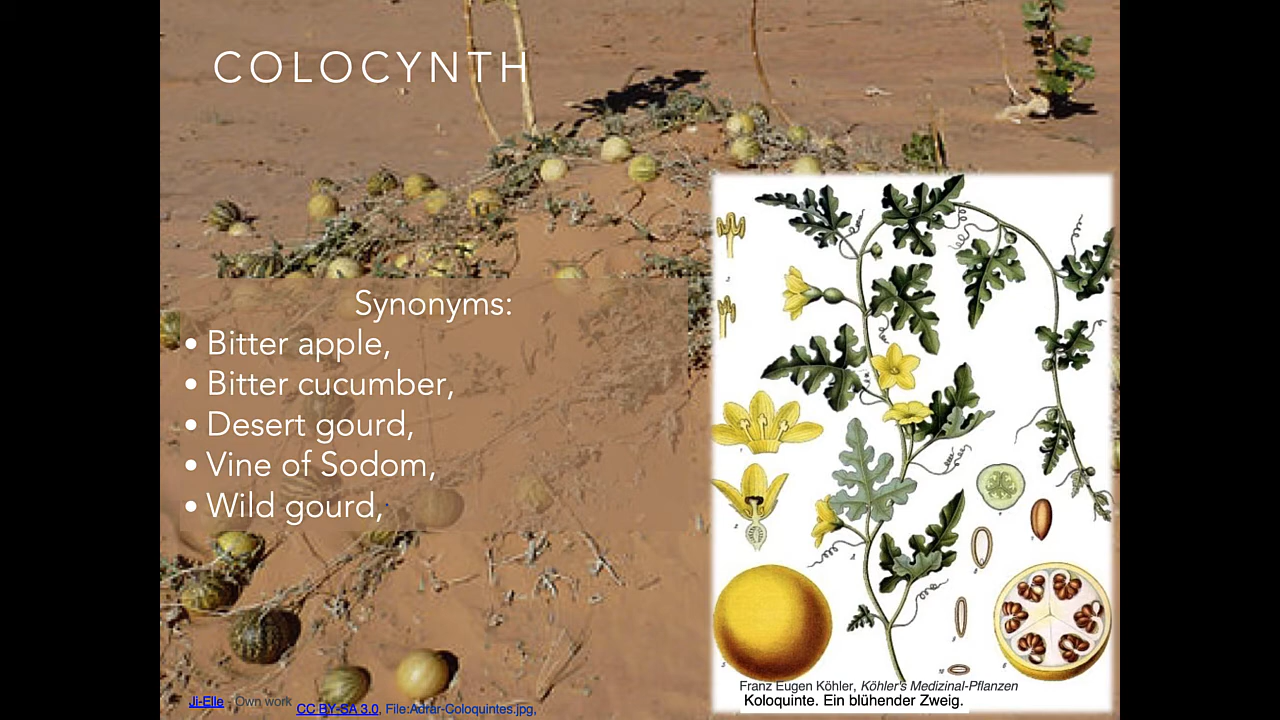 COLOCYNTH
Synonyms:
• Bitter apple,
• Bitter cucumber,
• Desert gourd,
• Vine of Sodom,
• Wild gourd,
Franz Eugen Köhler, Köhler's Medizinal-Pflanzen
Koloquinte. Ein blühender Zweig.
Ji-Elle - Own work
CC BY-SA 3.0, File:Adrar-Coloquintes.jpg,